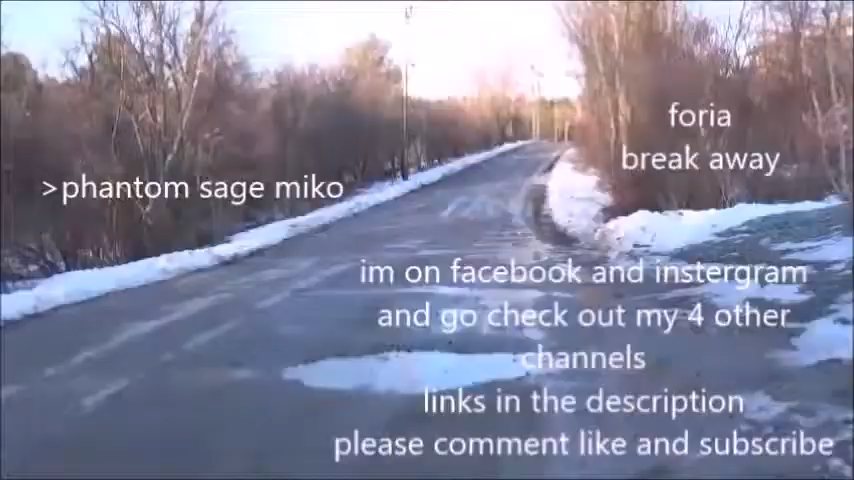 foria
break away
>phantom sage miko
im on facebook and instergram
and go check out my 4 other
channels
links in the description
please comment like and subscribe